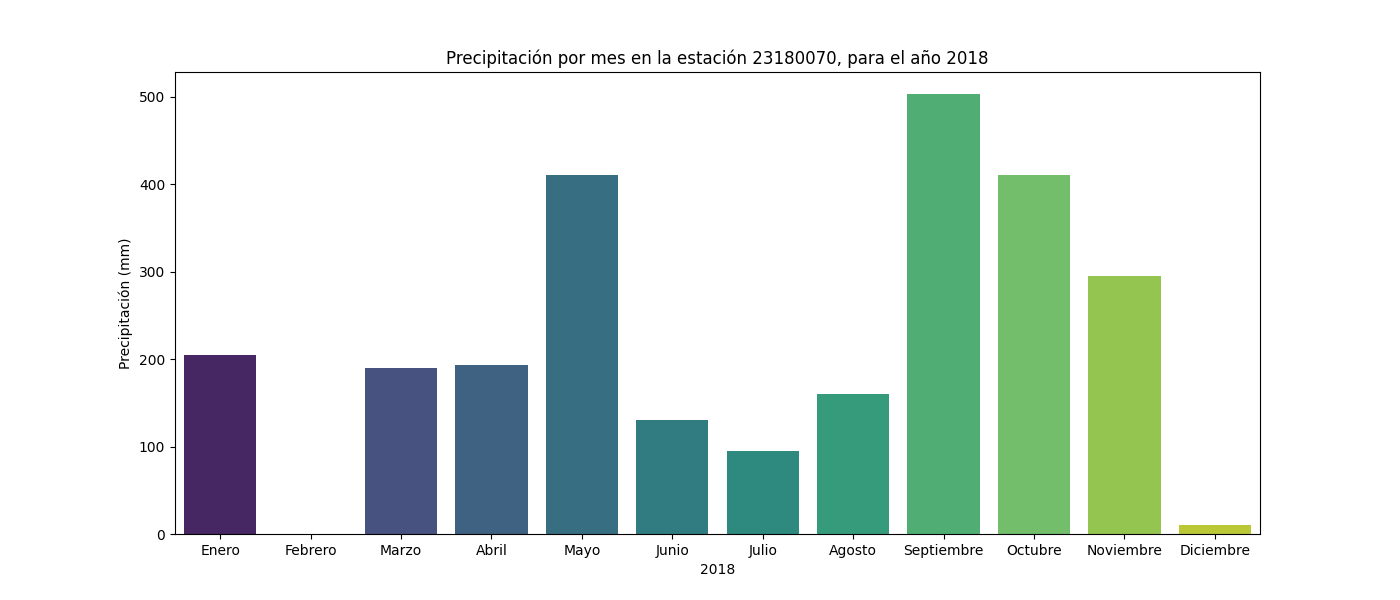 Precipitación por mes en la estación 23180070, para el año 2018
Precipitación (mm)
500
400
300
200
100
0
Enero Febrero Marzo Abril Mayo Junio Julio Agosto Septiembre Octubre Noviembre Diciembre
2018